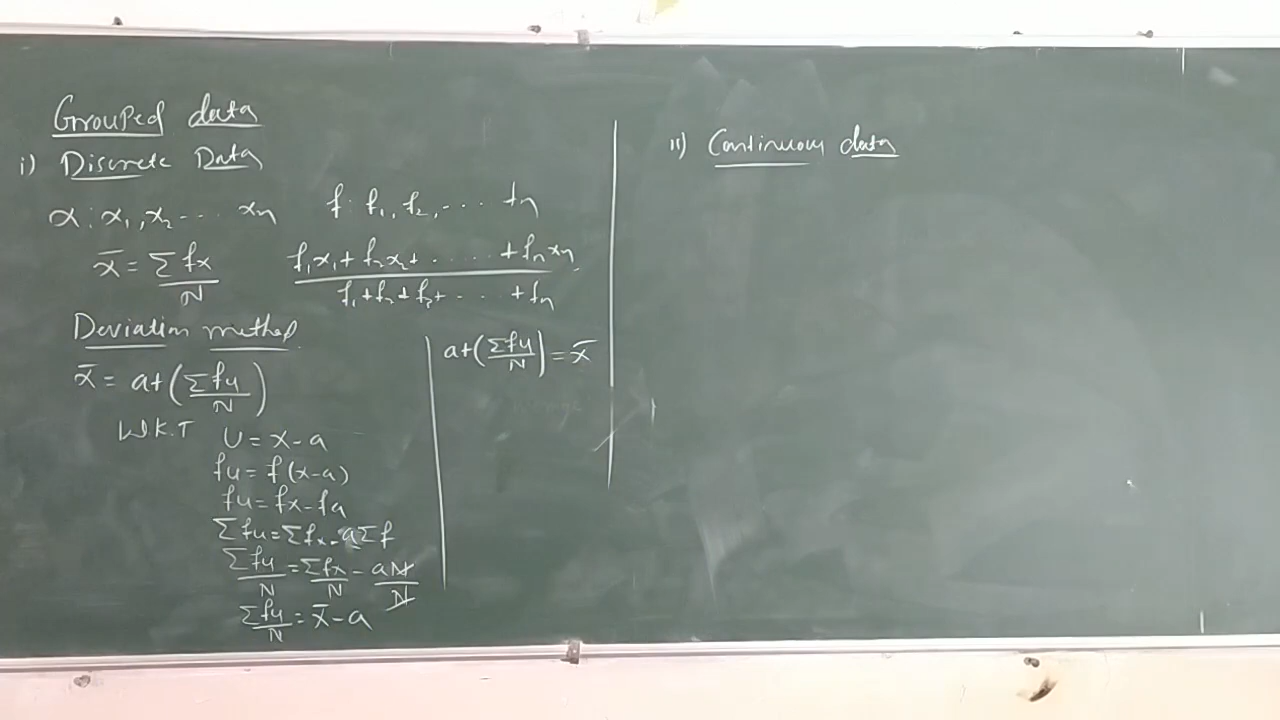 Grouped data
i) Discrete Data
x : x₁, x₂ ... xₙ f : f₁, f₂, ... fₙ
x̄ = Σfx/N f₁x₁ + f₂x₂ + ..... + fₙxₙ / f₁ + f₂ + f₃ + ... + fₙ
Deviation method
x̄ = a + (Σfu/N)
W.K.T U = x - a
fu = f(x-a)
fu = fx - fa
Σfu = Σfx - aΣf
Σfu/N = Σfx/N - aN/N
Σfu/N = x̄ - a
a + (Σfu/N) = x̄
ii) Continuous data